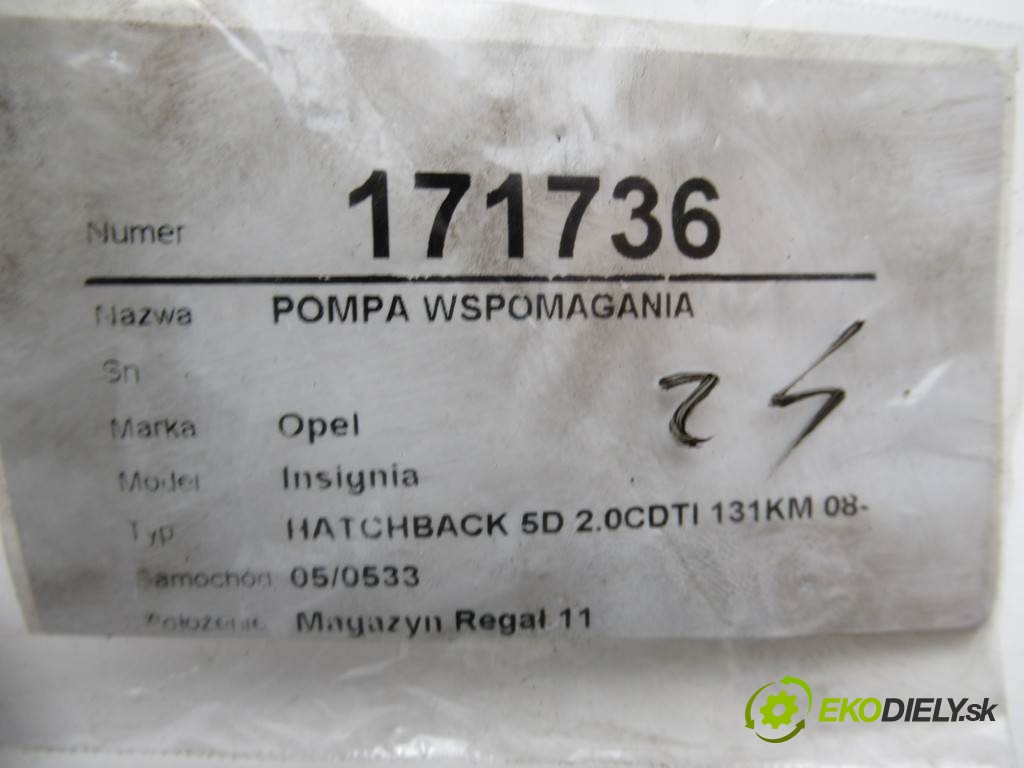 Numer 171736
Nazwa POMPA WSPOMAGANIA
Sn
Marka Opel
Model Insignia
Typ HATCHBACK 5D 2.0CDTI 131KM 08-
Samochód 05/0533
Położenie Magazyn Regał 11
EKODIELY.sk